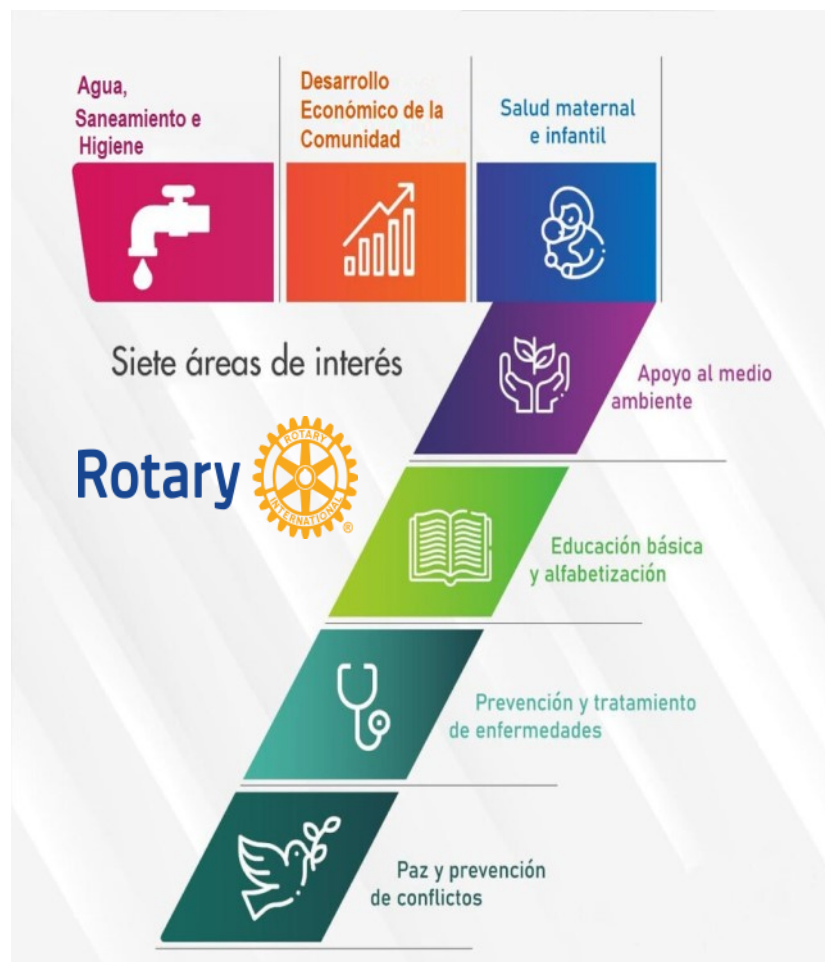 Agua,
Saneamiento e
Higiene
Desarrollo
Económico de la
Comunidad
Salud maternal
e infantil
Siete áreas de interés
Apoyo al medio
ambiente
Rotary
ROTARY
INTERNATIONAL
®
Educación básica
y alfabetización
Prevención y tratamiento
de enfermedades
Paz y prevención
de conflictos